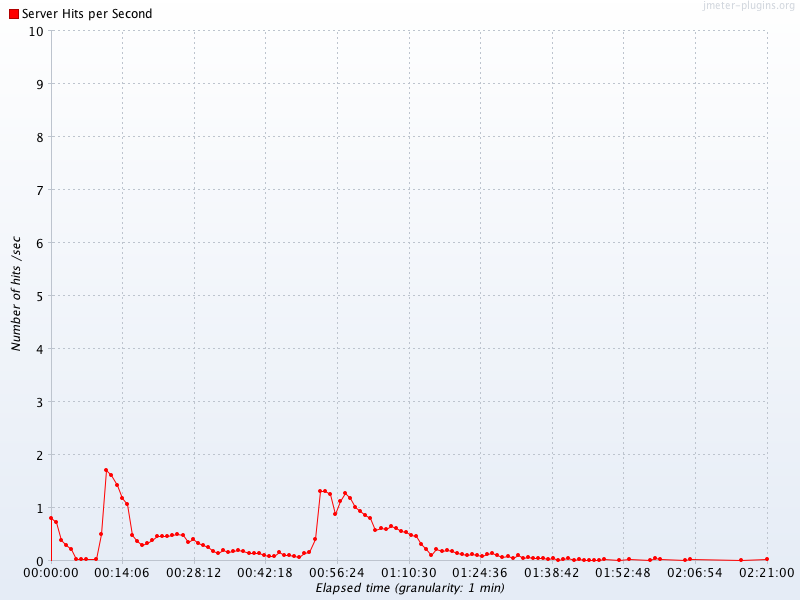 jmeter-plugins.org
Server Hits per Second
10
9
8
7
6
5
4
3
2
1
0
Number of hits /sec
00:00:00 00:14:06 00:28:12 00:42:18 00:56:24 01:10:30 01:24:36 01:38:42 01:52:48 02:06:54 02:21:00
Elapsed time (granularity: 1 min)